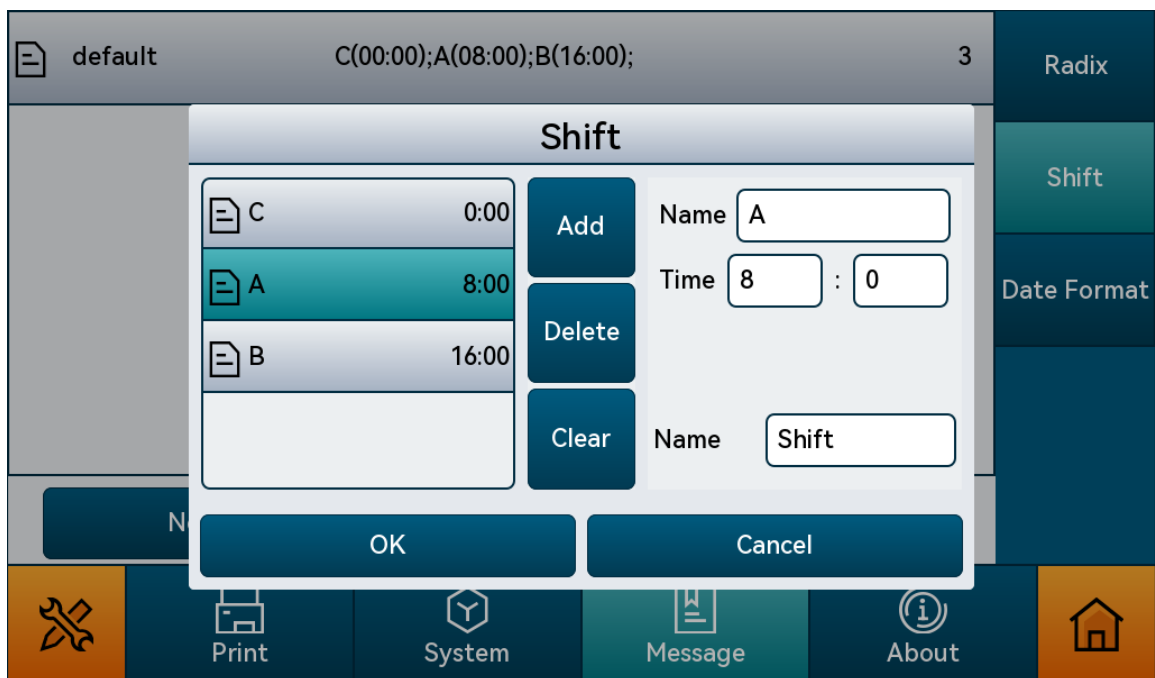 default C(00:00);A(08:00);B(16:00); 3
Radix
Shift
Date Format
Shift
C 0:00
A 8:00
B 16:00
Add
Delete
Clear
Name A
Time 8 : 0
Name Shift
OK
Cancel
Print
System
Message
About